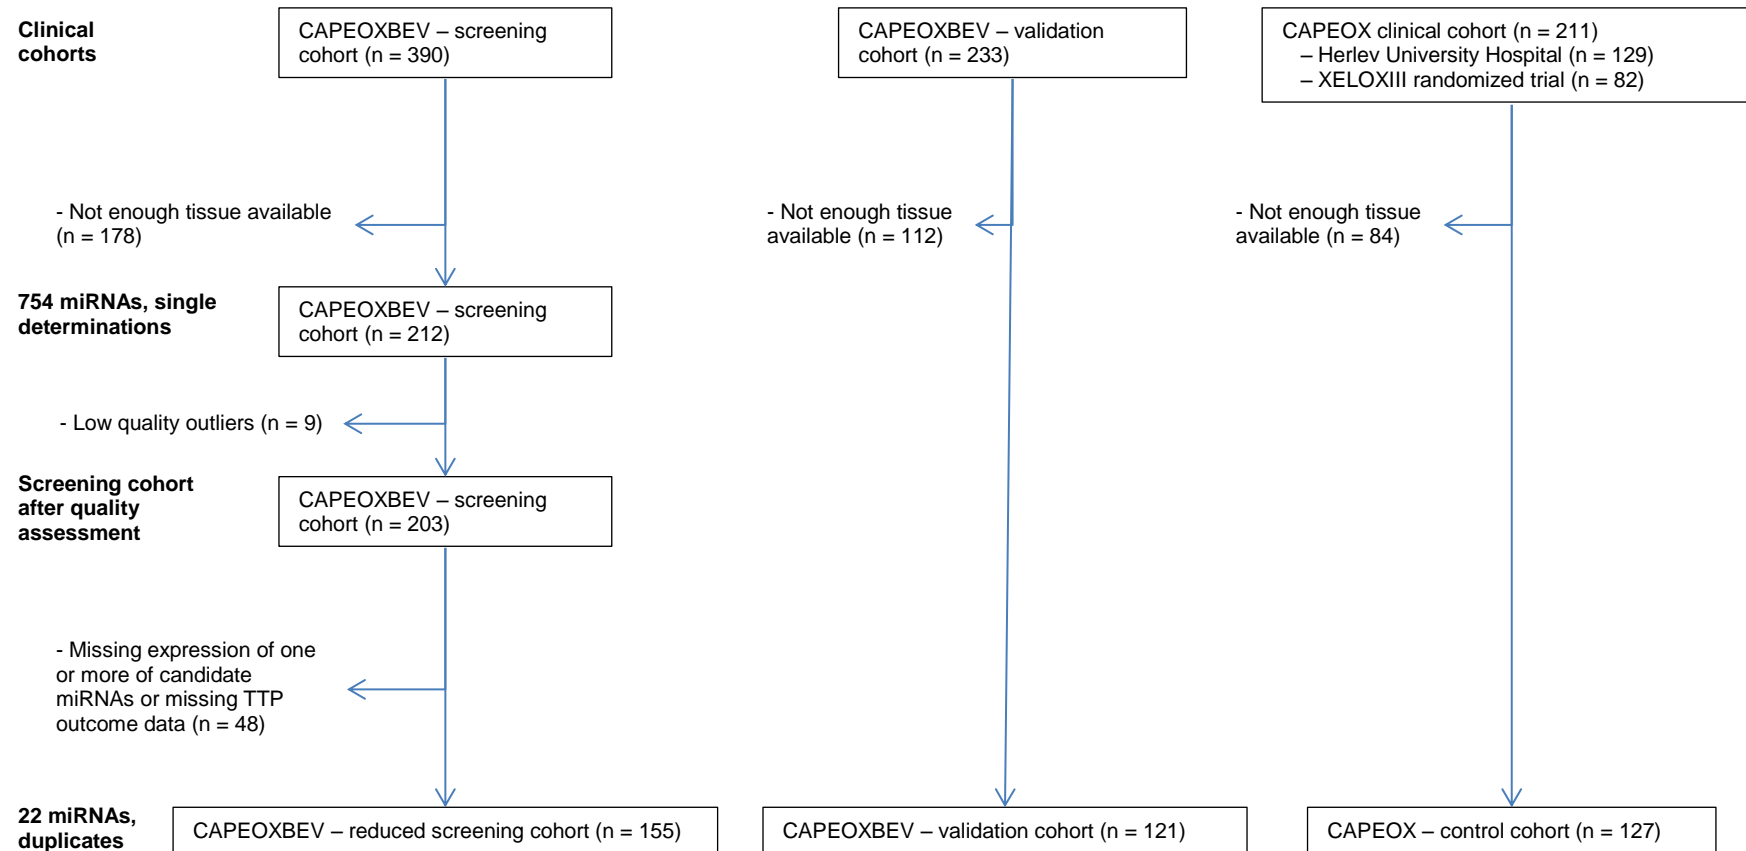 Clinical
cohorts
CAPEOXBEV – screening
cohort (n = 390)
CAPEOXBEV – validation
cohort (n = 233)
CAPEOX clinical cohort (n = 211)
– Herlev University Hospital (n = 129)
– XELOXIII randomized trial (n = 82)
- Not enough tissue available
(n = 178)
- Not enough tissue
available (n = 112)
- Not enough tissue
available (n = 84)
754 miRNAs, single
determinations
CAPEOXBEV – screening
cohort (n = 212)
- Low quality outliers (n = 9)
Screening cohort
after quality
assessment
CAPEOXBEV – screening
cohort (n = 203)
- Missing expression of one
or more of candidate
miRNAs or missing TTP
outcome data (n = 48)
22 miRNAs,
duplicates
CAPEOXBEV – reduced screening cohort (n = 155)
CAPEOXBEV – validation cohort (n = 121)
CAPEOX – control cohort (n = 127)